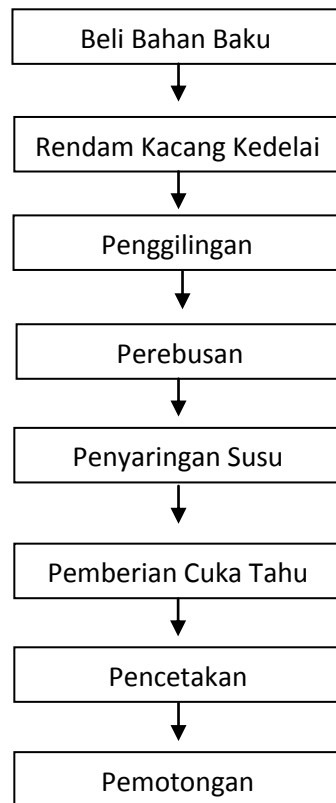 Beli Bahan Baku
Rendam Kacang Kedelai
Penggilingan
Perebusan
Penyaringan Susu
Pemberian Cuka Tahu
Pencetakan
Pemotongan